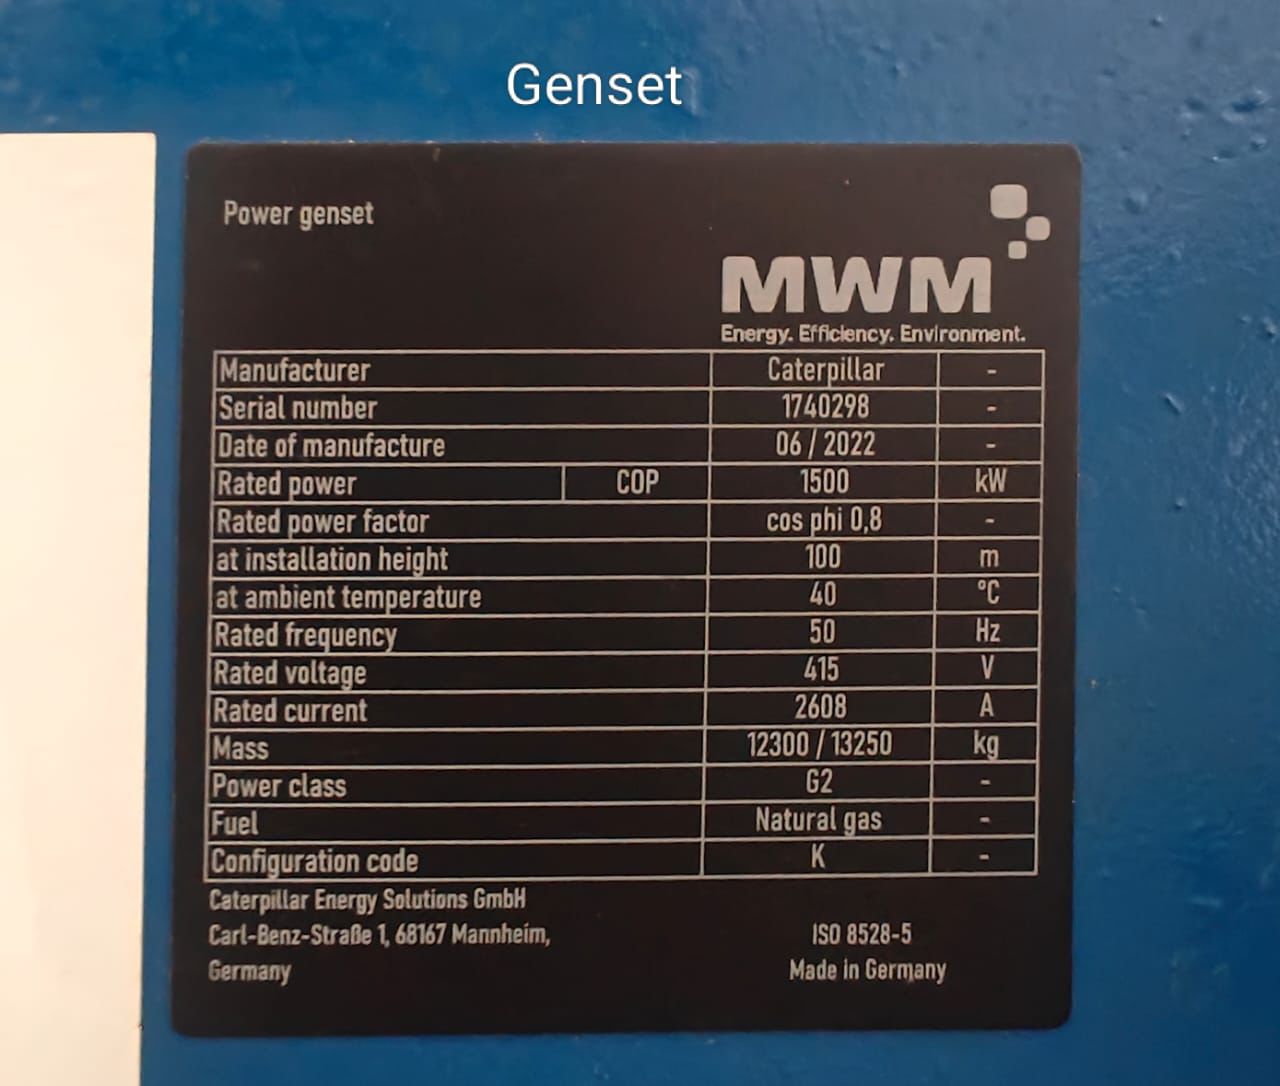 Genset
Power genset
MWM
Energy. Efficiency. Environment.
Manufacturer Caterpillar -
Serial number 1740298 -
Date of manufacture 06 / 2022 -
Rated power COP 1500 kW
Rated power factor cos phi 0,8 -
at installation height 100 m
at ambient temperature 40 °C
Rated frequency 50 Hz
Rated voltage 415 V
Rated current 2608 A
Mass 12300 / 13250 kg
Power class G2 -
Fuel Natural gas -
Configuration code K -
Caterpillar Energy Solutions GmbH
Carl-Benz-Straße 1, 68167 Mannheim, ISO 8528-5
Germany Made in Germany